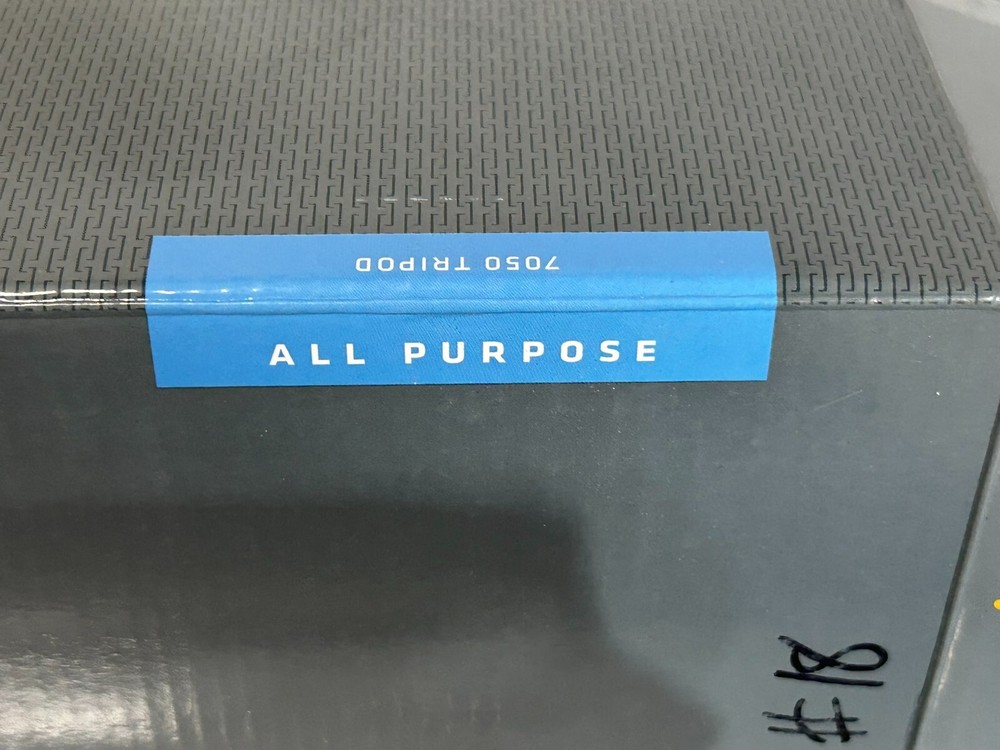 7050 TRIPOD
ALL PURPOSE
#18